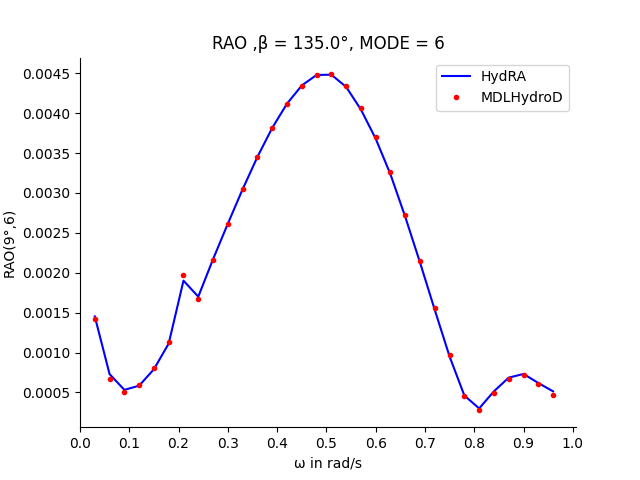 RAO ,β = 135.0°, MODE = 6
HydRA
MDLHydroD
RAO(9°,6)
0.0045
0.0040
0.0035
0.0030
0.0025
0.0020
0.0015
0.0010
0.0005
0.0 0.1 0.2 0.3 0.4 0.5 0.6 0.7 0.8 0.9 1.0
ω in rad/s